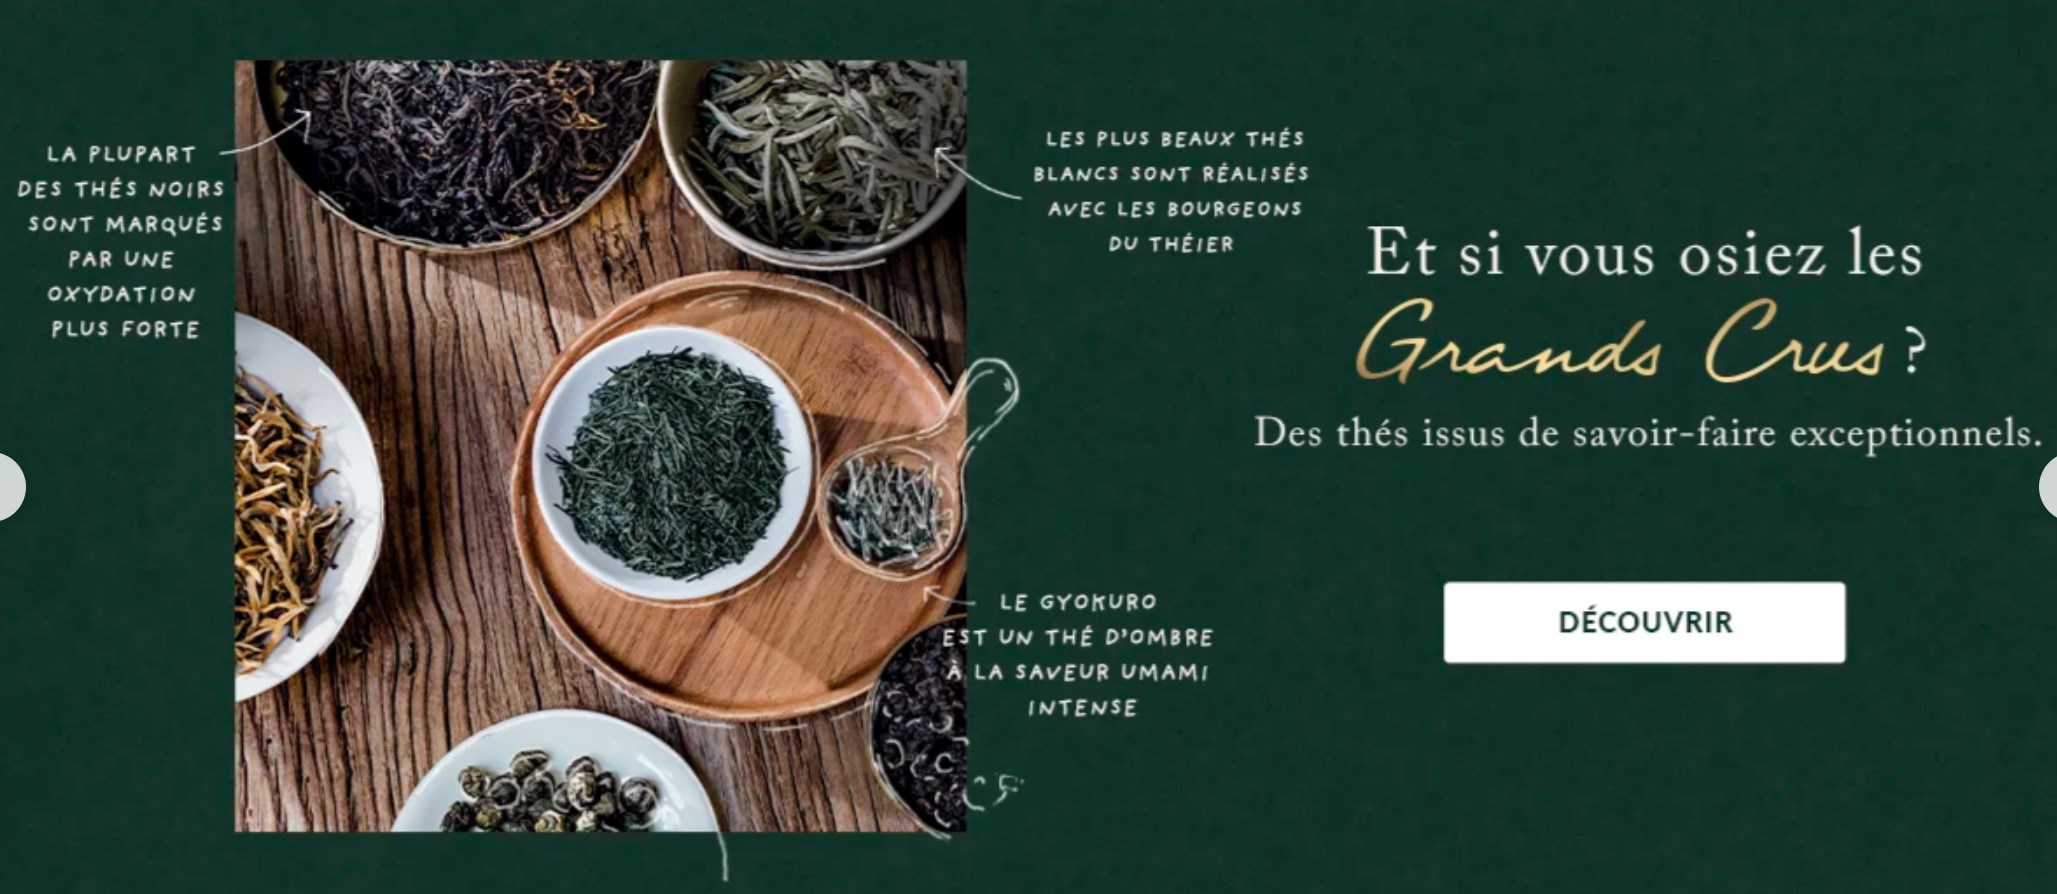 LA PLUPART
DES THÉS NOIRS
SONT MARQUÉS
PAR UNE
OXYDATION
PLUS FORTE
LES PLUS BEAUX THÉS
BLANCS SONT RÉALISÉS
AVEC LES BOURGEONS
DU THÉIER
LE GYOKURO
EST UN THÉ D'OMBRE
À LA SAVEUR UMAMI
INTENSE
Et si vous osiez les
Grands Crus ?
Des thés issus de savoir-faire exceptionnels.
DÉCOUVRIR